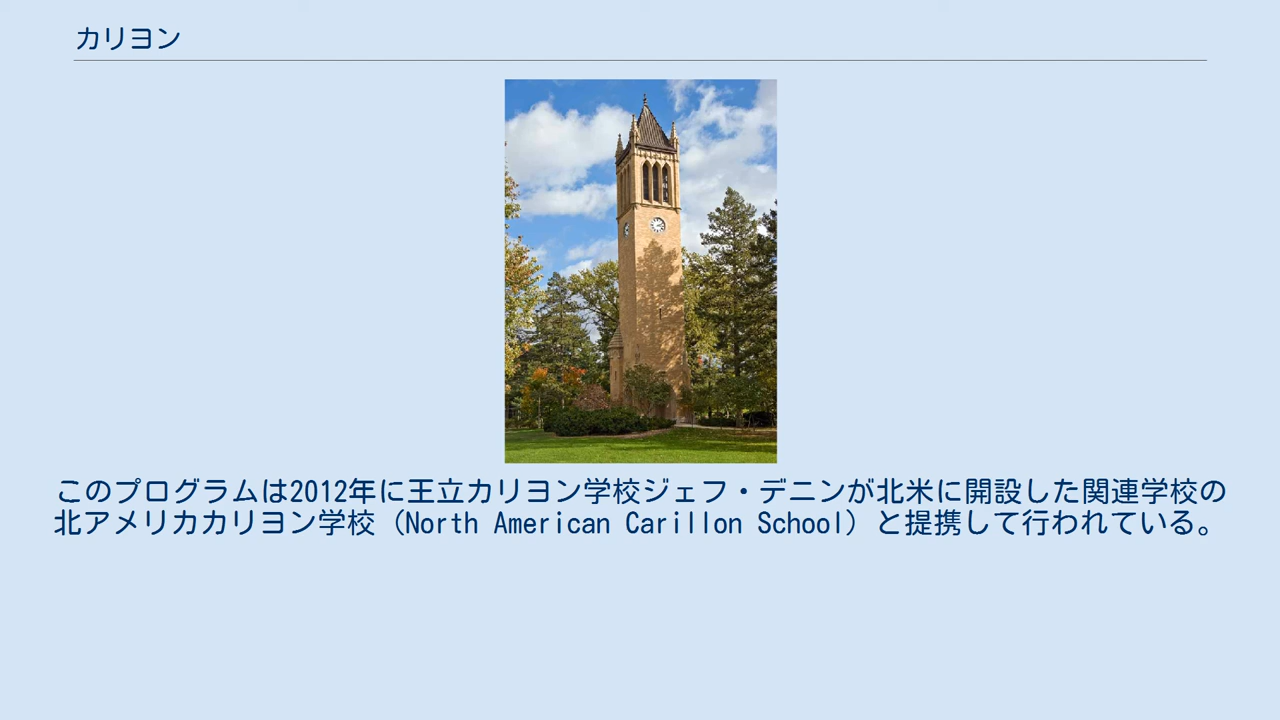 カリヨン
このプログラムは2012年に王立カリヨン学校ジェフ・デニンが北米に開設した関連学校の
北アメリカカリヨン学校（North American Carillon School）と提携して行われている。